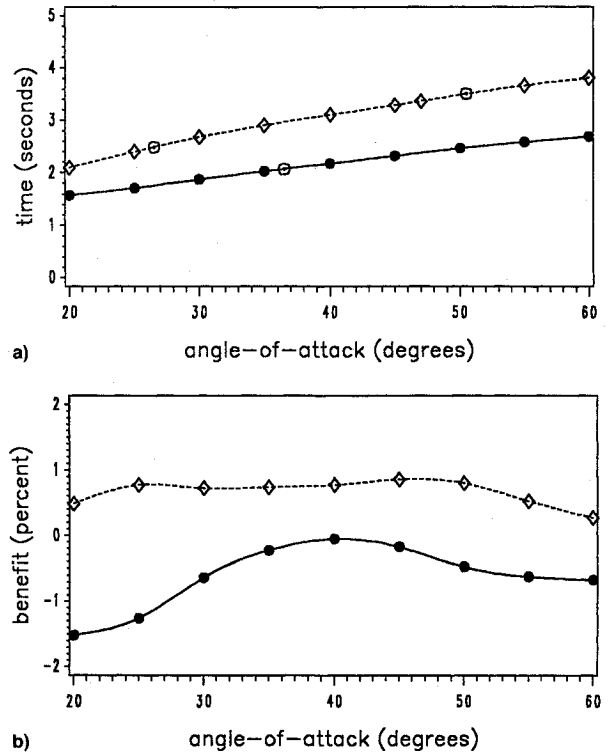 5
4
3
2
1
0
time (seconds)
20 30 40 50 60
a) angle-of-attack (degrees)
2
1
0
-1
-2
benefit (percent)
20 30 40 50 60
b) angle-of-attack (degrees)